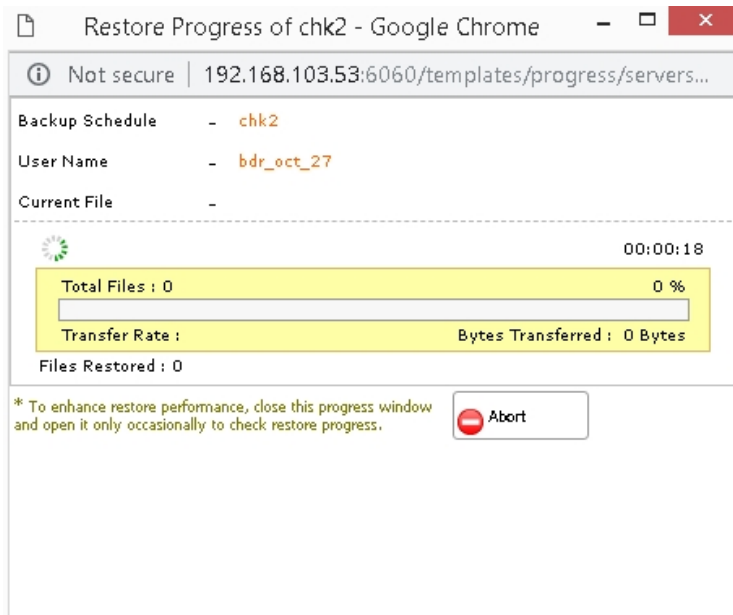 Restore Progress of chk2 - Google Chrome
Not secure | 192.168.103.53:6060/templates/progress/servers...
Backup Schedule - chk2
User Name - bdr_oct_27
Current File -
00:00:18
Total Files : 0 0 %
Transfer Rate : Bytes Transferred : 0 Bytes
Files Restored : 0
* To enhance restore performance, close this progress window
and open it only occasionally to check restore progress.
Abort